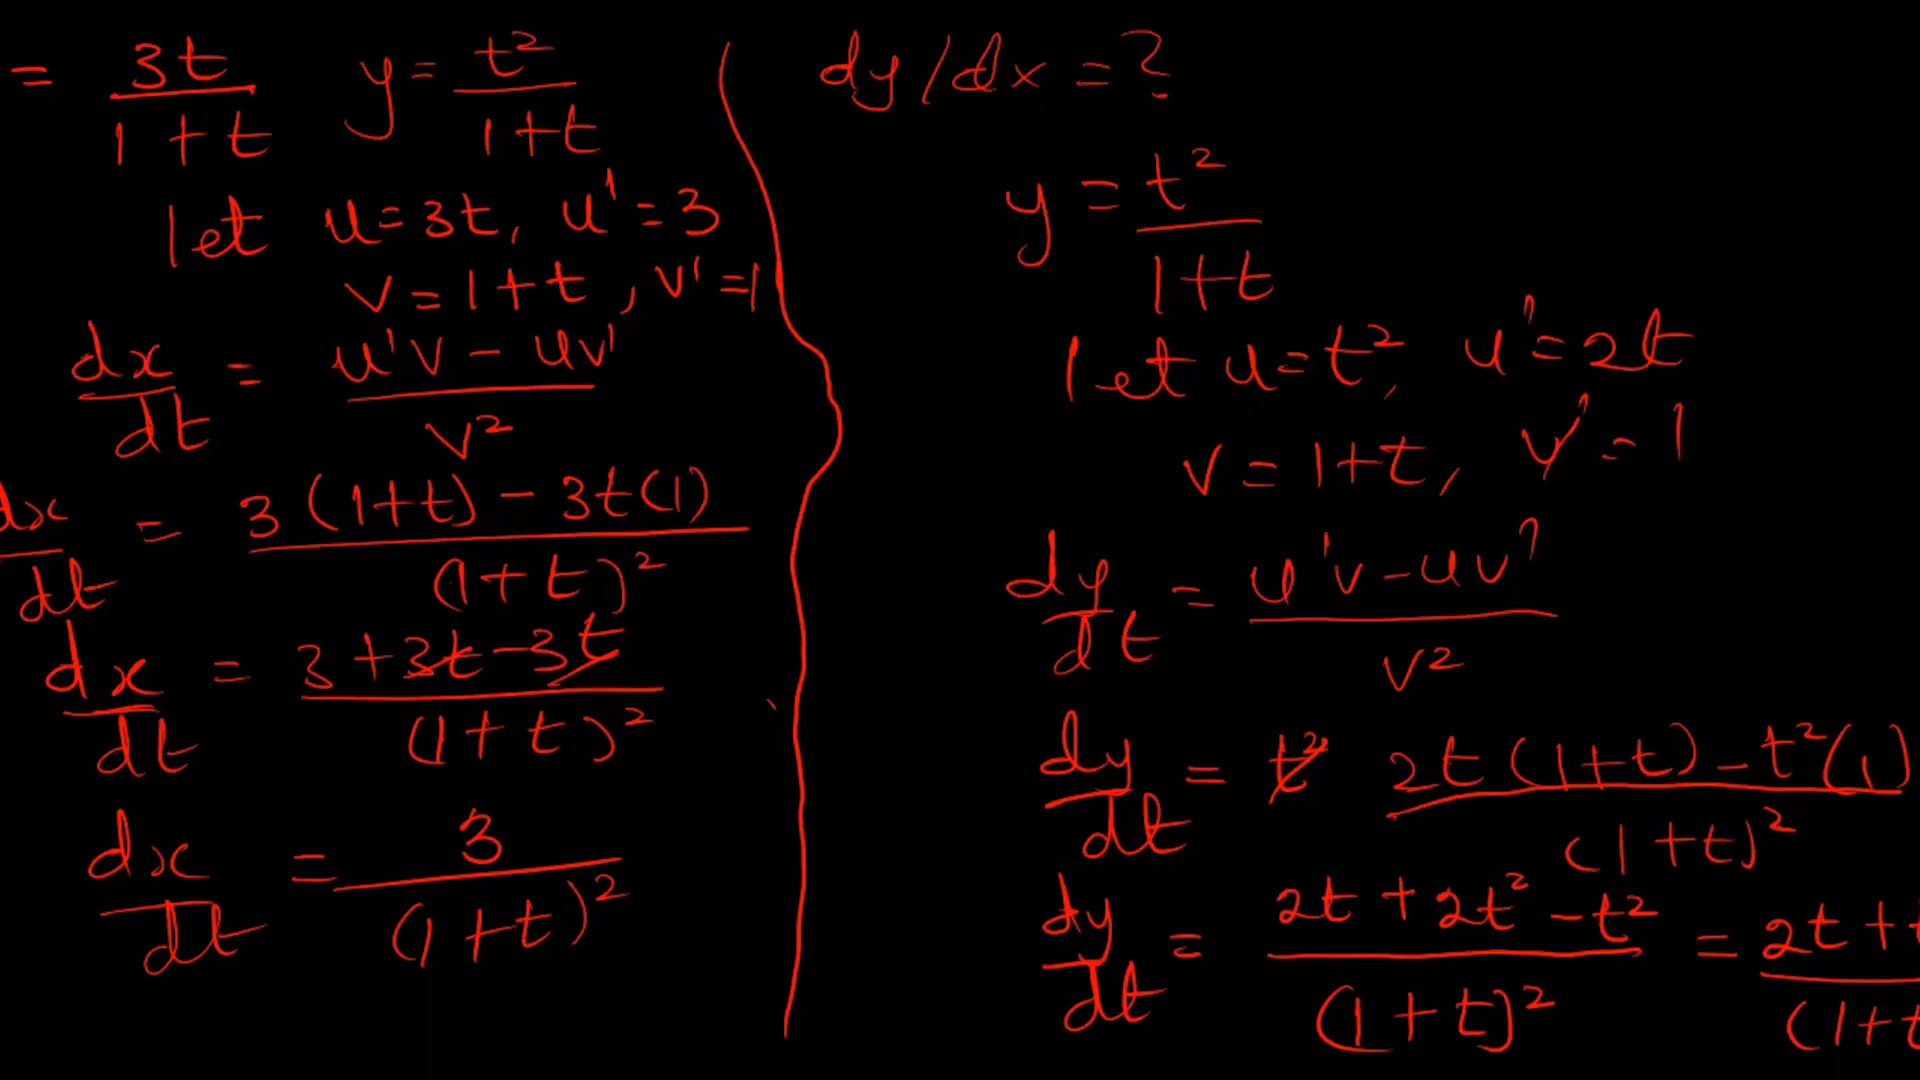 = 3t/(1+t) y = t²/(1+t)
let u=3t, u'=3
v=1+t, v'=1
dx/dt = (u'v - uv')/v²
dx/dt = (3(1+t) - 3t(1))/(1+t)²
dx/dt = (3+3t-3t)/(1+t)²
dx/dt = 3/(1+t)²
dy/dx = ?
y = t²/(1+t)
let u=t², u'=2t
v=1+t, v'=1
dy/dt = (u'v - uv')/v²
dy/dt = t² (2t(1+t) - t²(1))/(1+t)²
dy/dt = (2t+2t²-t²)/(1+t)² = (2t+t/(1+t